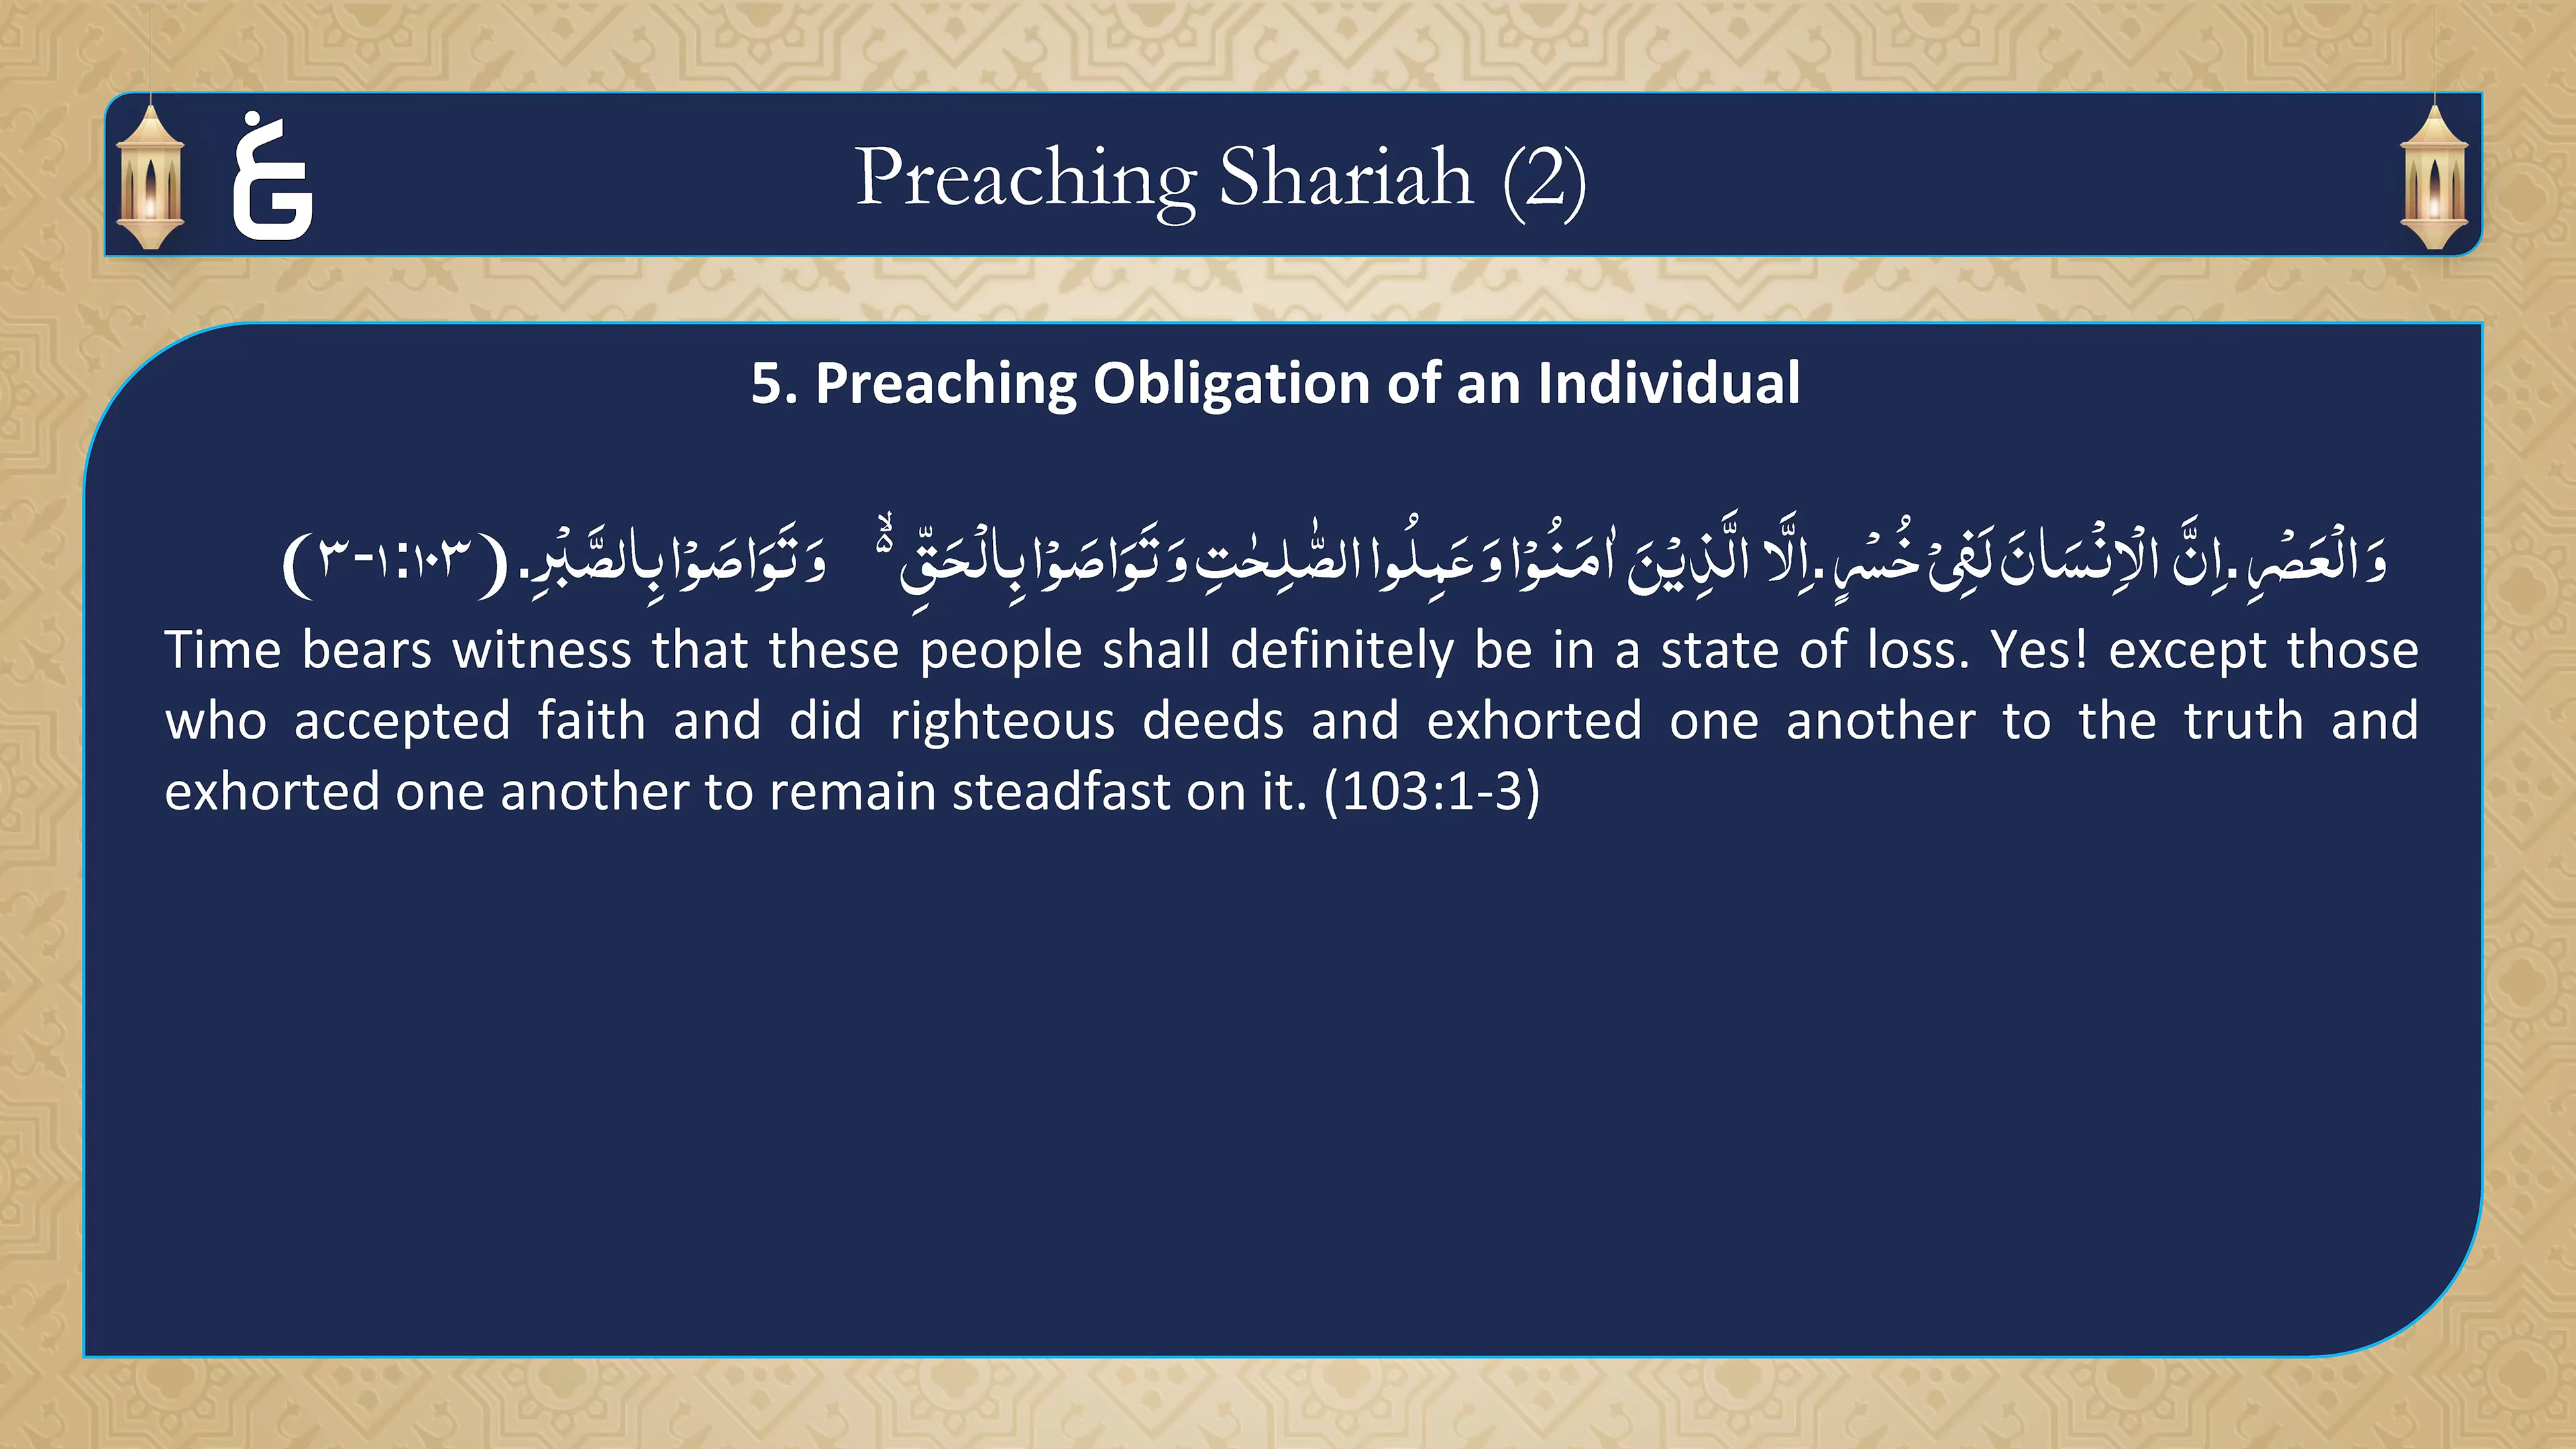 Preaching Shariah (2)
5. Preaching Obligation of an Individual
وَالْعَصْرِ.اِنَّ الْاِنْسَانَ لَفِیْ خُسْرٍ.اِلَّا الَّذِیْنَ اٰمَنُوْا وَعَمِلُوا الصّٰلِحٰتِ وَتَوَاصَوْا بِالْحَقِّ ۙ۬ وَتَوَاصَوْا بِالصَّبْرِ.(۱۰۳:۱-۳)
Time bears witness that these people shall definitely be in a state of loss. Yes! except those
who accepted faith and did righteous deeds and exhorted one another to the truth and
exhorted one another to remain steadfast on it. (103:1-3)